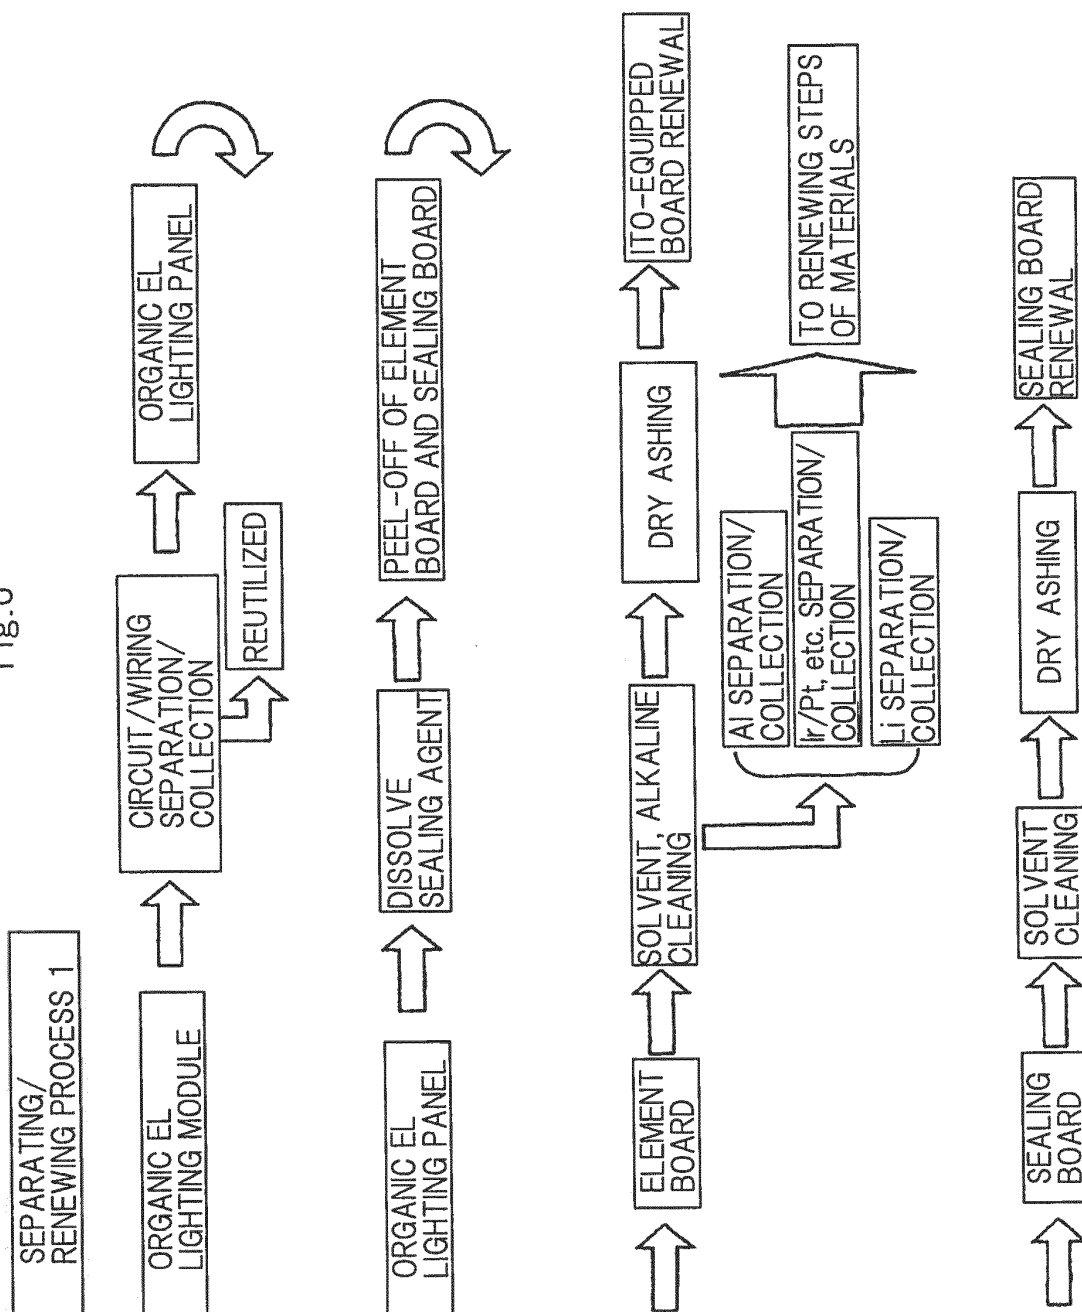 Fig.
SEPARATING/
RENEWING PROCESS 1
ORGANIC EL
LIGHTING MODULE
CIRCUIT/WIRING
SEPARATION/
COLLECTION
REUTILIZED
ORGANIC EL
LIGHTING PANEL
ORGANIC EL
LIGHTING PANEL
DISSOLVE
SEALING AGENT
PEEL-OFF OF ELEMENT
BOARD AND SEALING BOARD
ELEMENT
BOARD
SOLVENT, ALKALINE
CLEANING
DRY ASHING
ITO-EQUIPPED
BOARD RENEWAL
Al SEPARATION/
COLLECTION
Ir/Pt, etc. SEPARATION/
COLLECTION
Li SEPARATION/
COLLECTION
TO RENEWING STEPS
OF MATERIALS
SEALING
BOARD
SOLVENT
CLEANING
DRY ASHING
SEALING BOARD
RENEWAL